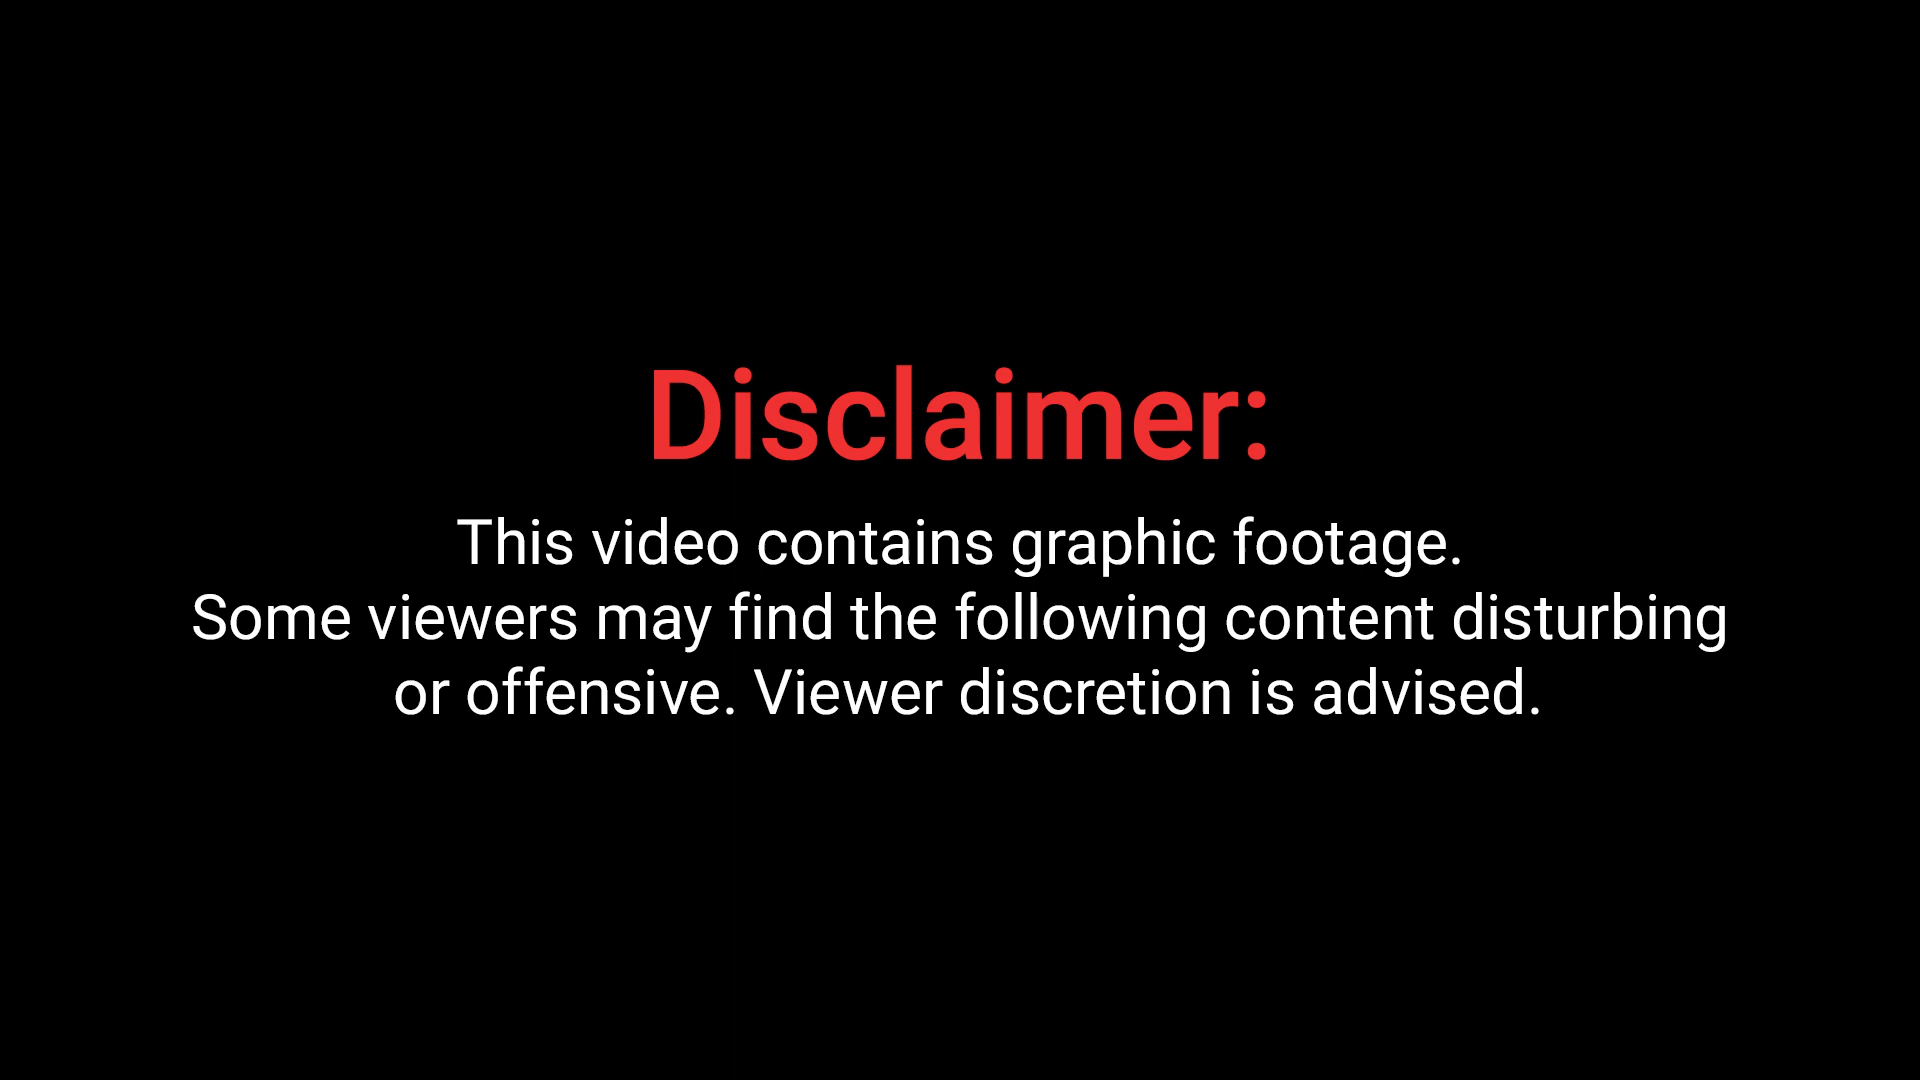 Disclaimer:
This video contains graphic footage.
Some viewers may find the following content disturbing
or offensive. Viewer discretion is advised.